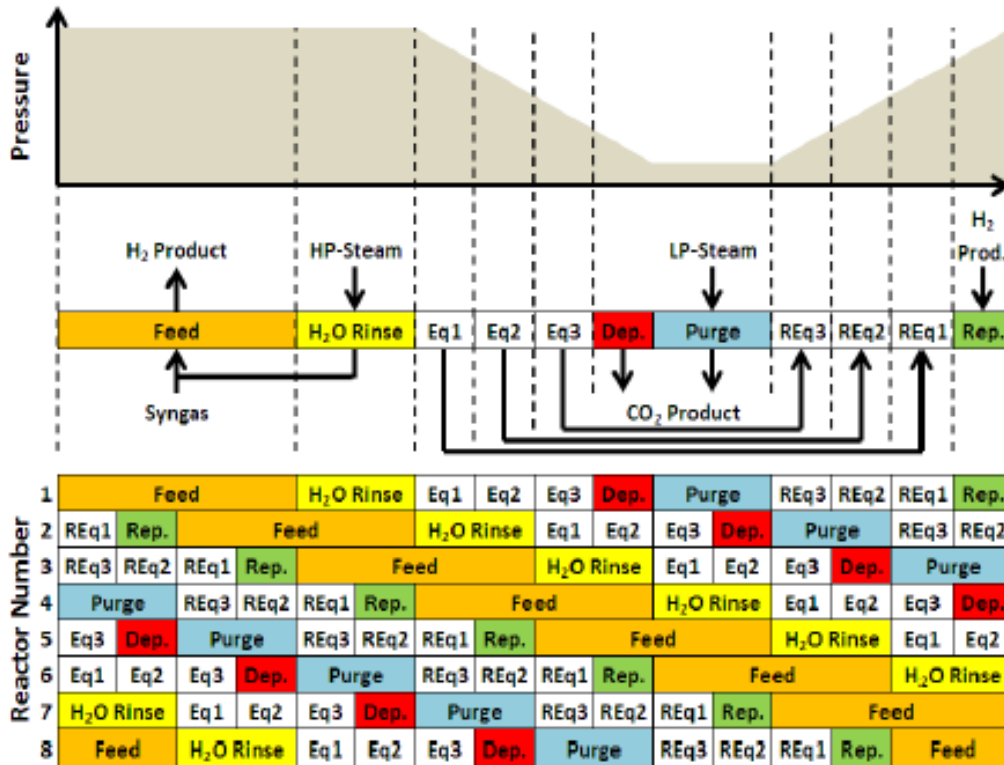 Pressure
H₂ Product HP-Steam LP-Steam H₂ Prod.
Feed H₂O Rinse Eq1 Eq2 Eq3 Dep. Purge REq3 REq2 REq1 Rep.
Syngas CO₂ Product
Reactor Number
1 Feed H₂O Rinse Eq1 Eq2 Eq3 Dep. Purge REq3 REq2 REq1 Rep.
2 REq1 Rep. Feed H₂O Rinse Eq1 Eq2 Eq3 Dep. Purge REq3 REq2
3 REq3 REq2 REq1 Rep. Feed H₂O Rinse Eq1 Eq2 Eq3 Dep. Purge
4 Purge REq3 REq2 REq1 Rep. Feed H₂O Rinse Eq1 Eq2 Eq3 Dep.
5 Eq3 Dep. Purge REq3 REq2 REq1 Rep. Feed H₂O Rinse Eq1 Eq2
6 Eq1 Eq2 Eq3 Dep. Purge REq3 REq2 REq1 Rep. Feed H₂O Rinse
7 H₂O Rinse Eq1 Eq2 Eq3 Dep. Purge REq3 REq2 REq1 Rep. Feed
8 Feed H₂O Rinse Eq1 Eq2 Eq3 Dep. Purge REq3 REq2 REq1 Rep. Feed